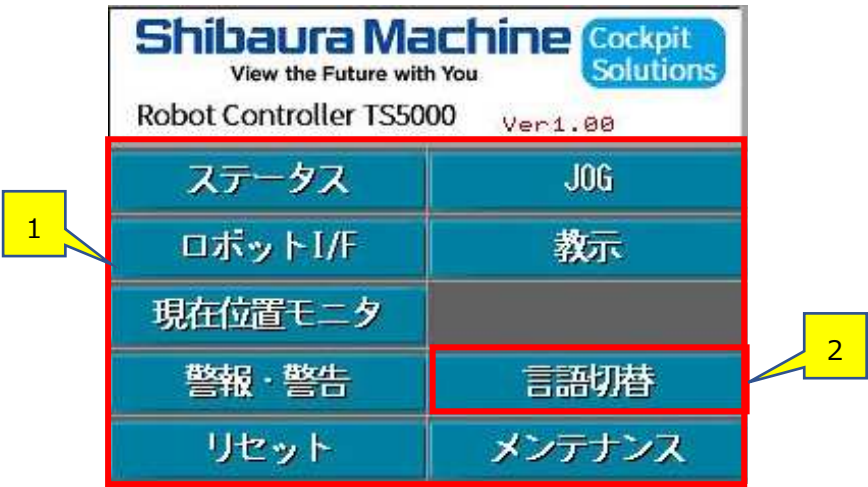 Shibaura Machine
View the Future with You
Cockpit
Solutions
Robot Controller TS5000 Ver1.00
ステータス JOG
1
ロボットI/F 教示
現在位置モニタ
2
警報・警告 言語切替
リセット メンテナンス